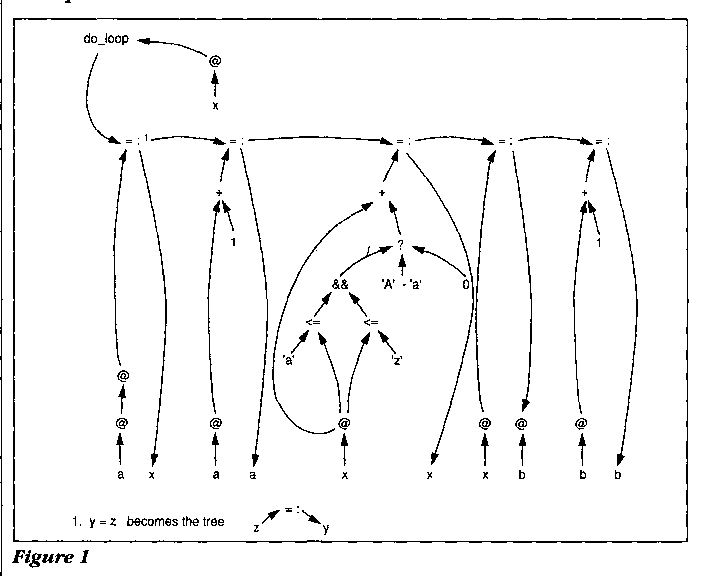 do_loop
@
x
= : 1 = : = : = : = :
+ + +
1 ? 1
&& 'A' - 'a' 0
<= <=
'a' 'z'
@
@ @ @ @ @ @
a x a a x x x b b b
1. y = z becomes the tree z = : y
Figure 1